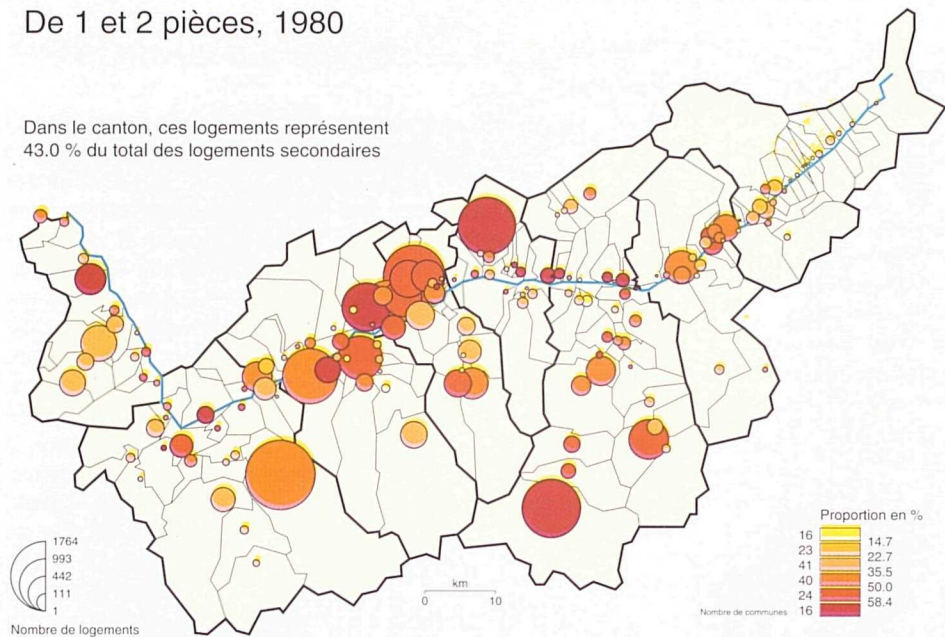 De 1 et 2 pièces, 1980
Dans le canton, ces logements représentent
43.0 % du total des logements secondaires
1764
993
442
111
1
Nombre de logements
km
0 10
Proportion en %
16
14.7
23
22.7
41
35.5
40
50.0
24
58.4
Nombre de communes 16